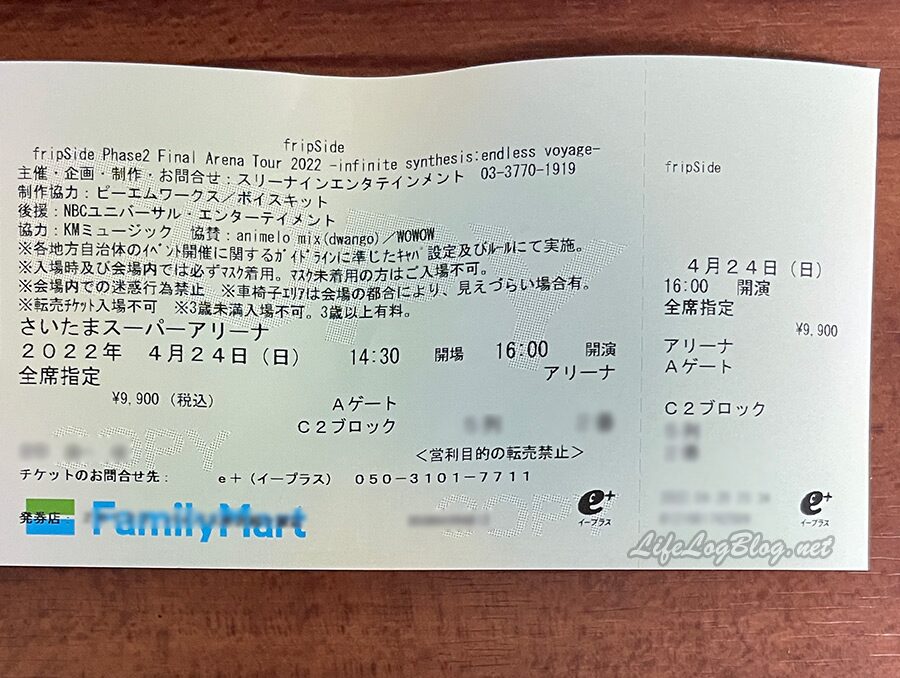 fripSide
fripSide Phase2 Final Arena Tour 2022 -infinite synthesis:endless voyage-
主催・企画・制作・お問合せ：スリーナインエンタテインメント 03-3770-1919
制作協力：ピーエムワークス／ボイスキット
後援：NBCユニバーサル・エンターテイメント
協力：KMミュージック 協賛：animelo mix(dwango)／WOWOW
※各地方自治体のイベント開催に関するガイドラインに準じたキャパ設定及びルールにて実施。
※入場時及び会場内では必ずマスク着用。マスク未着用の方はご入場不可。
※会場内での迷惑行為禁止 ※車椅子エリアは会場の都合により、見えづらい場合有。
※転売チケット入場不可 ※3歳未満入場不可。3歳以上有料。
さいたまスーパーアリーナ
２０２２年 ４月２４日（日） 14:30 開場 16:00 開演
全席指定 アリーナ
¥9,900（税込） Ａゲート
Ｃ２ブロック
＜営利目的の転売禁止＞
チケットのお問合せ先： ｅ＋（イープラス） ０５０－３１０１－７７１１
発券店： FamilyMart
e+
イープラス
COPY
COPY
fripSide
４月２４日（日）
16:00 開演
全席指定
¥9,900
アリーナ
Ａゲート
Ｃ２ブロック
e+
イープラス
LifeLogBlog.net